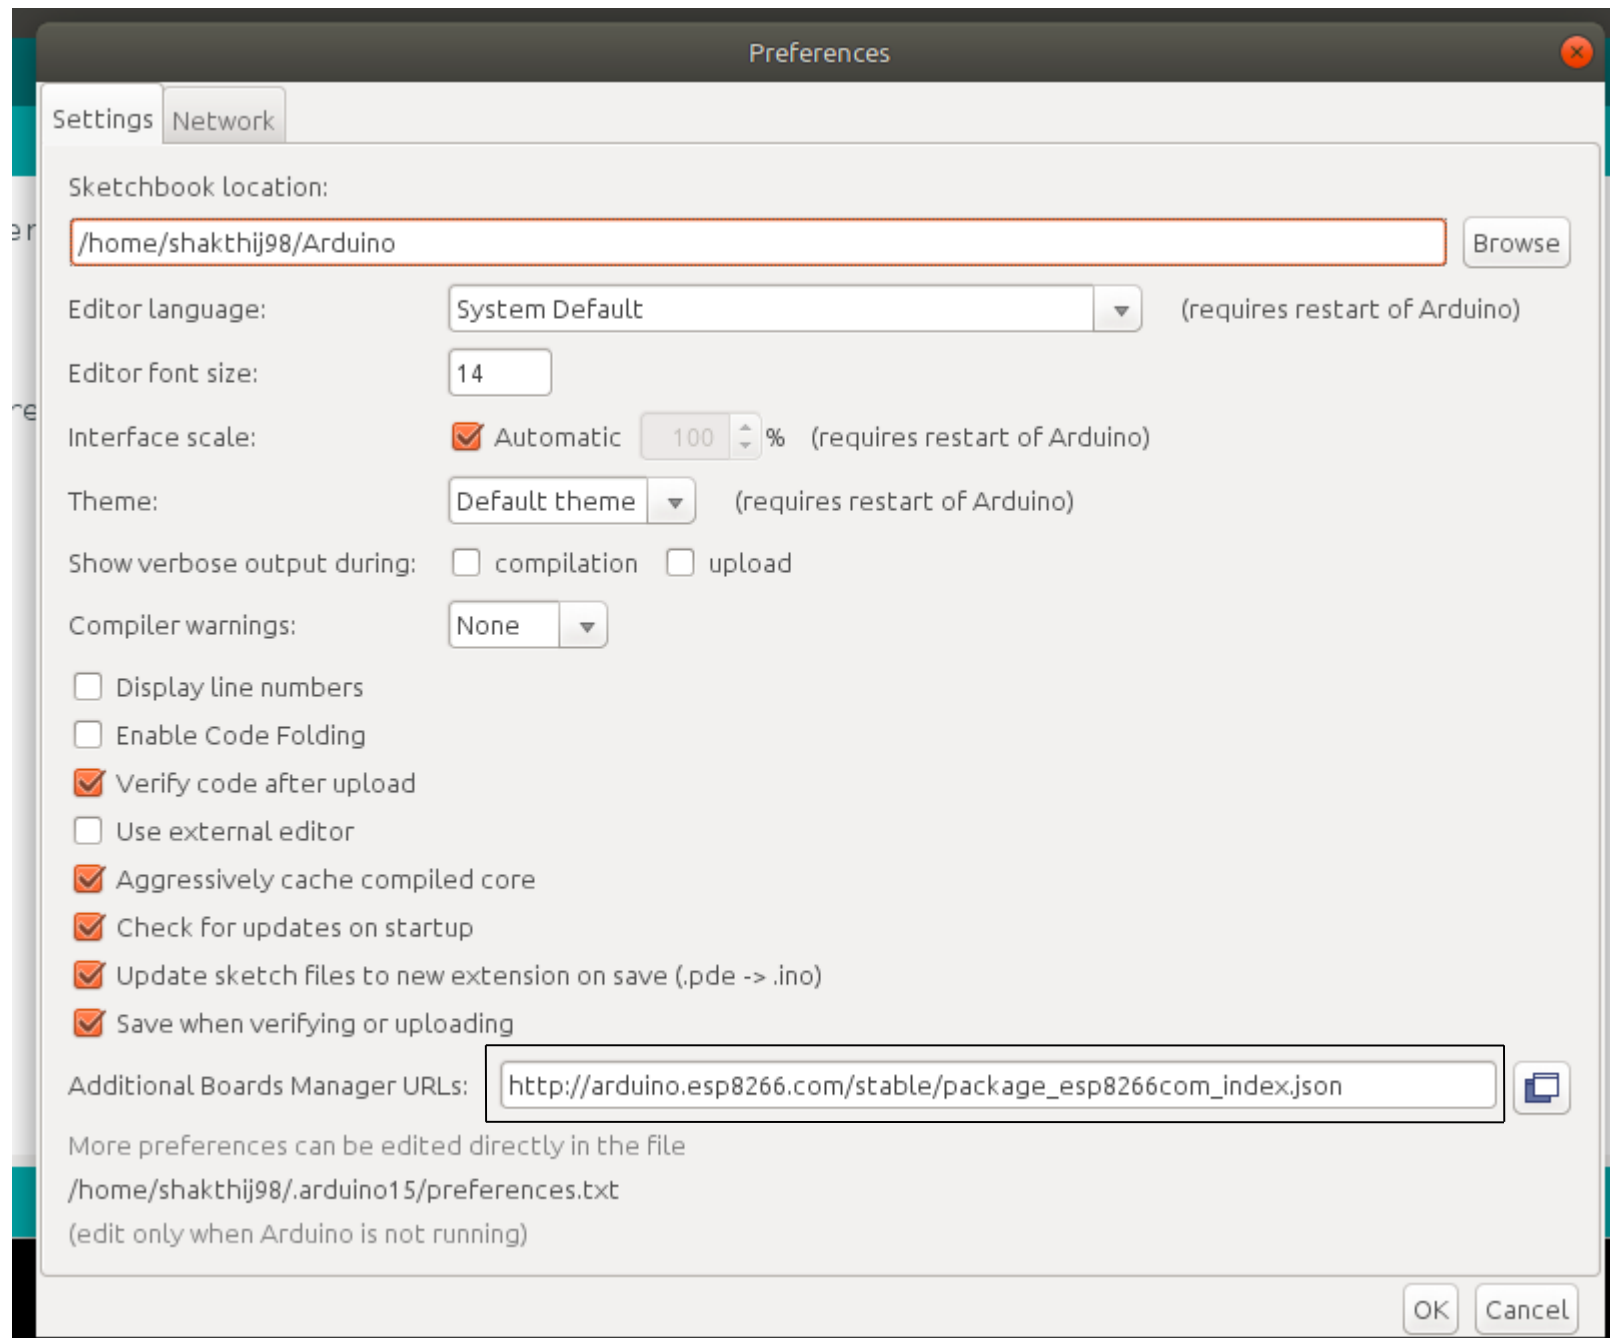 Preferences
Settings Network
Sketchbook location:
er
/home/shakthij98/Arduino Browse
Editor language: System Default (requires restart of Arduino)
Editor font size: 14
re
Interface scale: Automatic 100 % (requires restart of Arduino)
Theme: Default theme (requires restart of Arduino)
Show verbose output during: compilation upload
Compiler warnings: None
Display line numbers
Enable Code Folding
Verify code after upload
Use external editor
Aggressively cache compiled core
Check for updates on startup
Update sketch files to new extension on save (.pde -> .ino)
Save when verifying or uploading
Additional Boards Manager URLs: http://arduino.esp8266.com/stable/package_esp8266com_index.json
More preferences can be edited directly in the file
/home/shakthij98/.arduino15/preferences.txt
(edit only when Arduino is not running)
OK Cancel